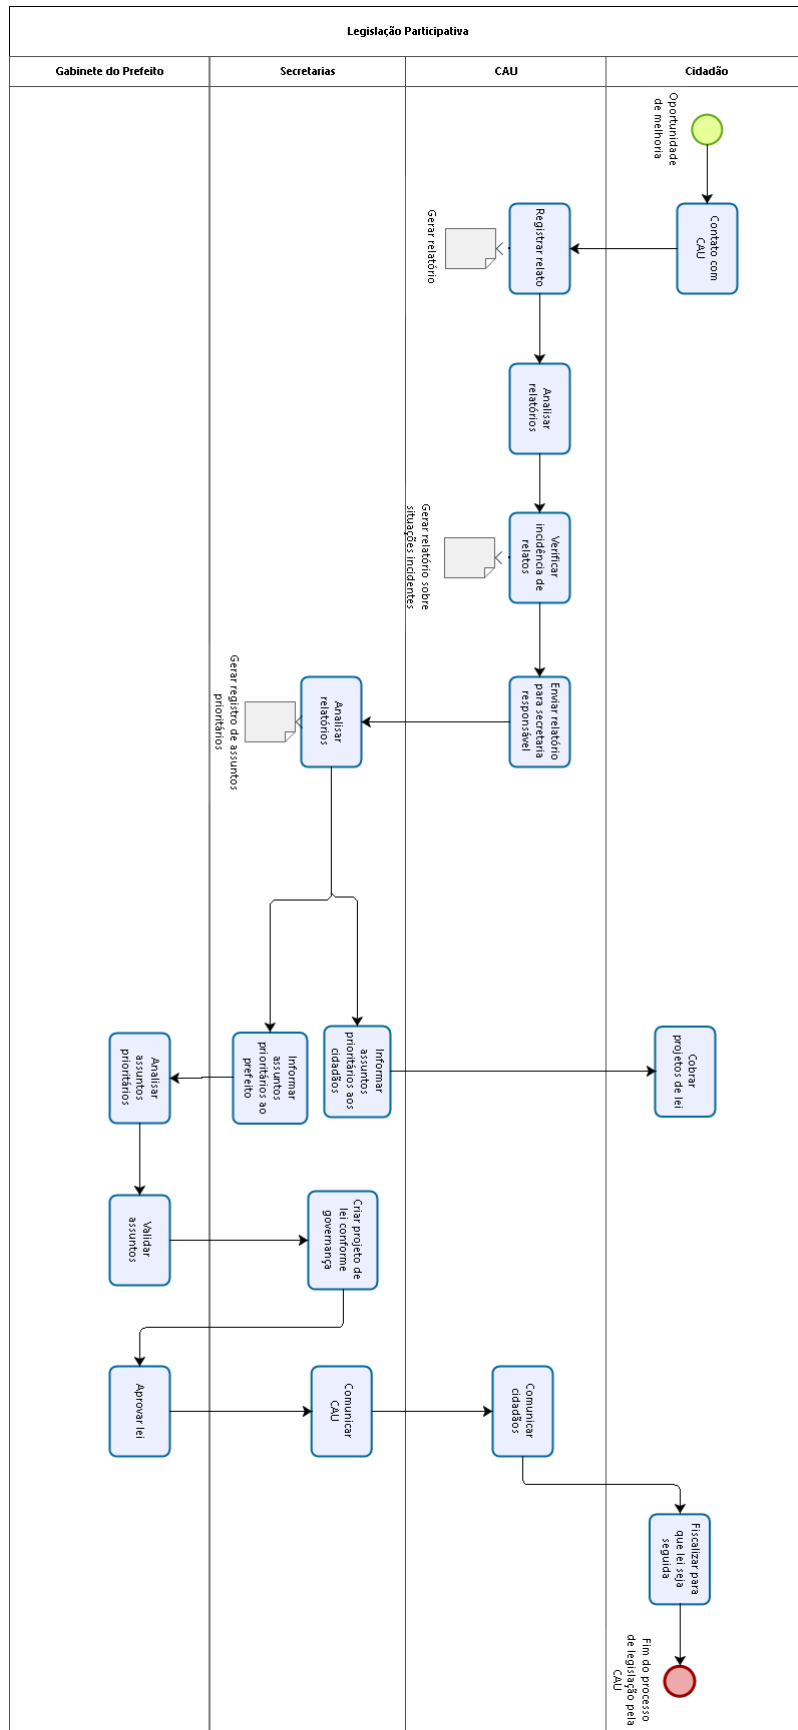 Legislação Participativa
Gabinete do Prefeito
Secretarias
CAU
Cidadão
Oportunidade
de melhoria
Contato com
CAU
Registrar relato
Gerar relatório
Analisar
relatórios
Verificar
incidência de
relatos
Gerar relatório sobre
situações incidentes
Enviar relatório
para secretaria
responsável
Analisar
relatórios
Gerar registro de assuntos
prioritários
Informar
assuntos
prioritários aos
cidadãos
Informar
assuntos
prioritários ao
prefeito
Cobrar
projetos de lei
Analisar
assuntos
prioritários
Validar
assuntos
Criar projeto de
lei conforme
governança
Aprovar lei
Comunicar
CAU
Comunicar
cidadãos
Fiscalizar para
que lei seja
seguida
Fim do processo
de legislação pela
CAU